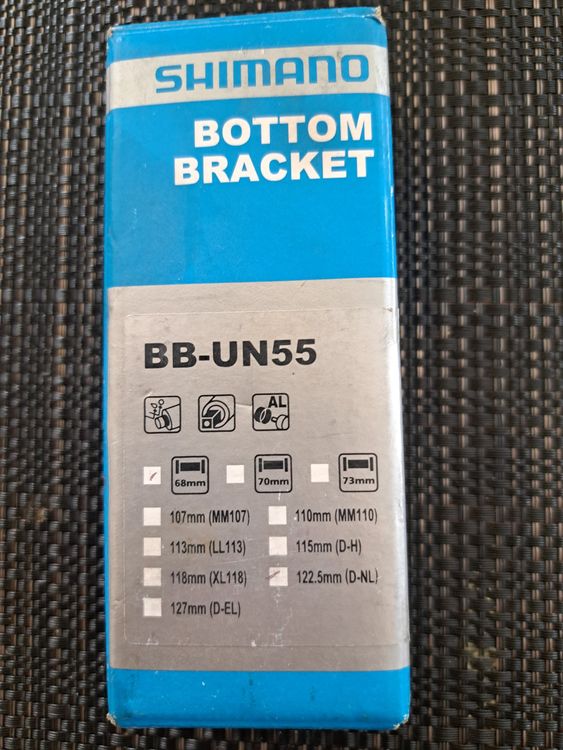 SHIMANO
BOTTOM
BRACKET
BB-UN55
AL
68mm 70mm 73mm
107mm (MM107) 110mm (MM110)
113mm (LL113) 115mm (D-H)
118mm (XL118) 122.5mm (D-NL)
127mm (D-EL)